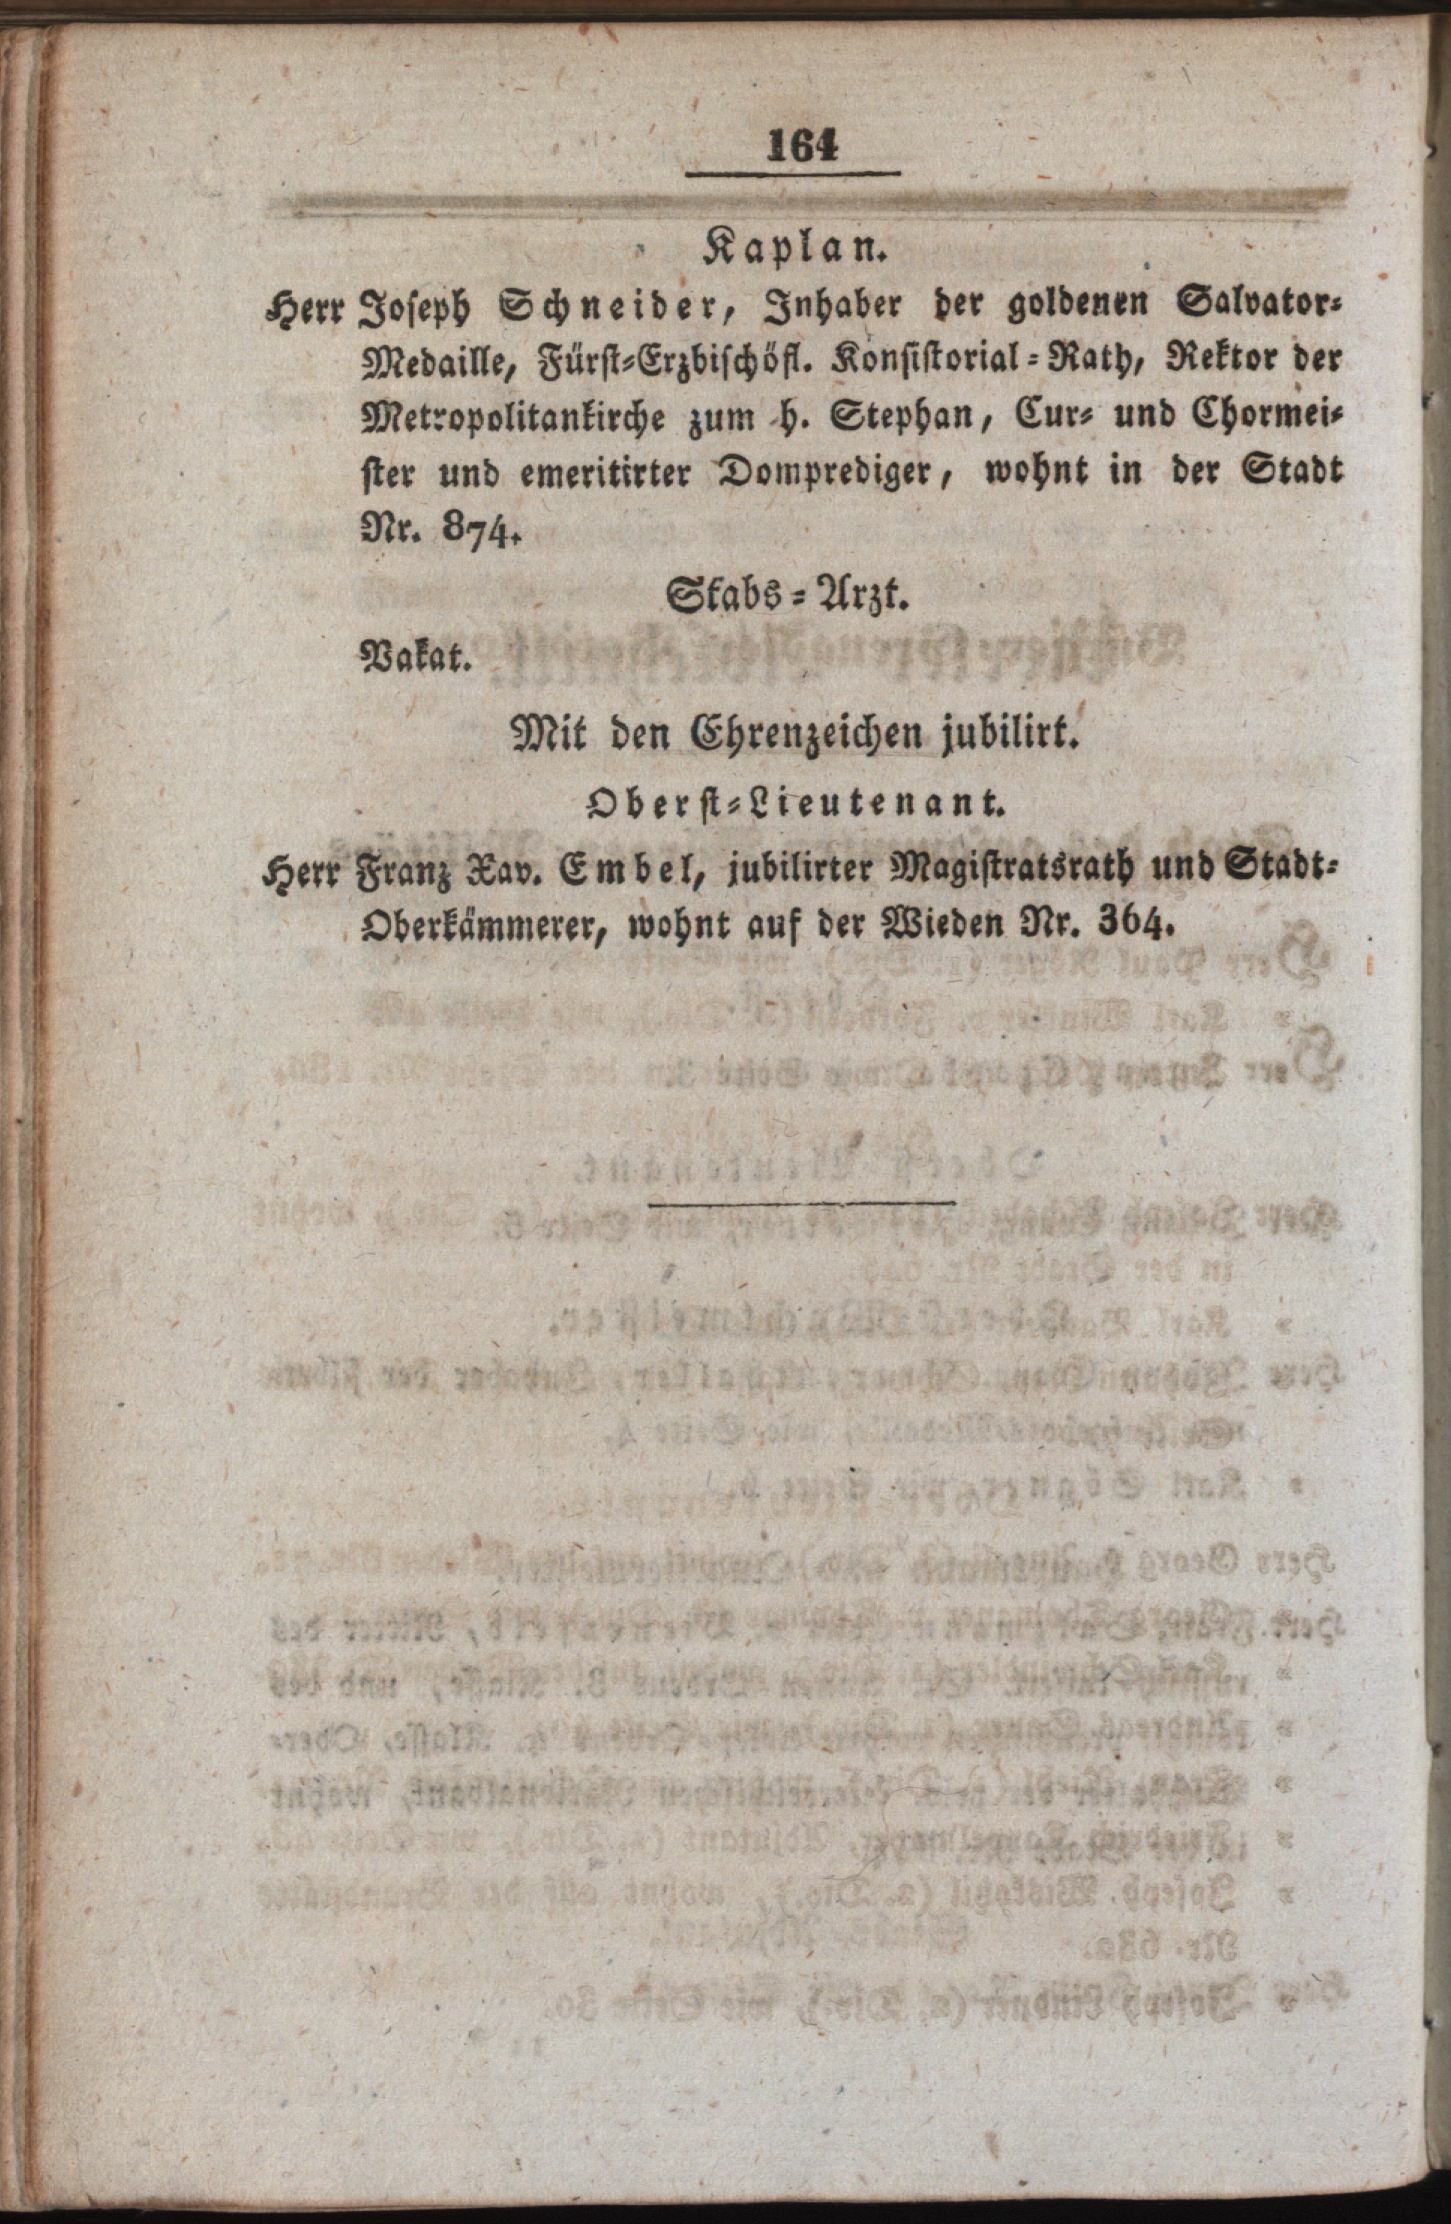 164
Kaplan.
Herr Joseph Schneider, Inhaber der goldenen Salvator-
Medaille, Fürst-Erzbischöfl. Konsistorial-Rath, Rektor der
Metropolitankirche zum h. Stephan, Cur- und Chormei-
ster und emeritirter Domprediger, wohnt in der Stadt
Nr. 874.
Stabs-Arzt.
Vakat.
Mit den Ehrenzeichen jubilirt.
Oberst-Lieutenant.
Herr Franz Xav. Embel, jubilirter Magistratsrath und Stadt-
Oberkämmerer, wohnt auf der Wieden Nr. 364.